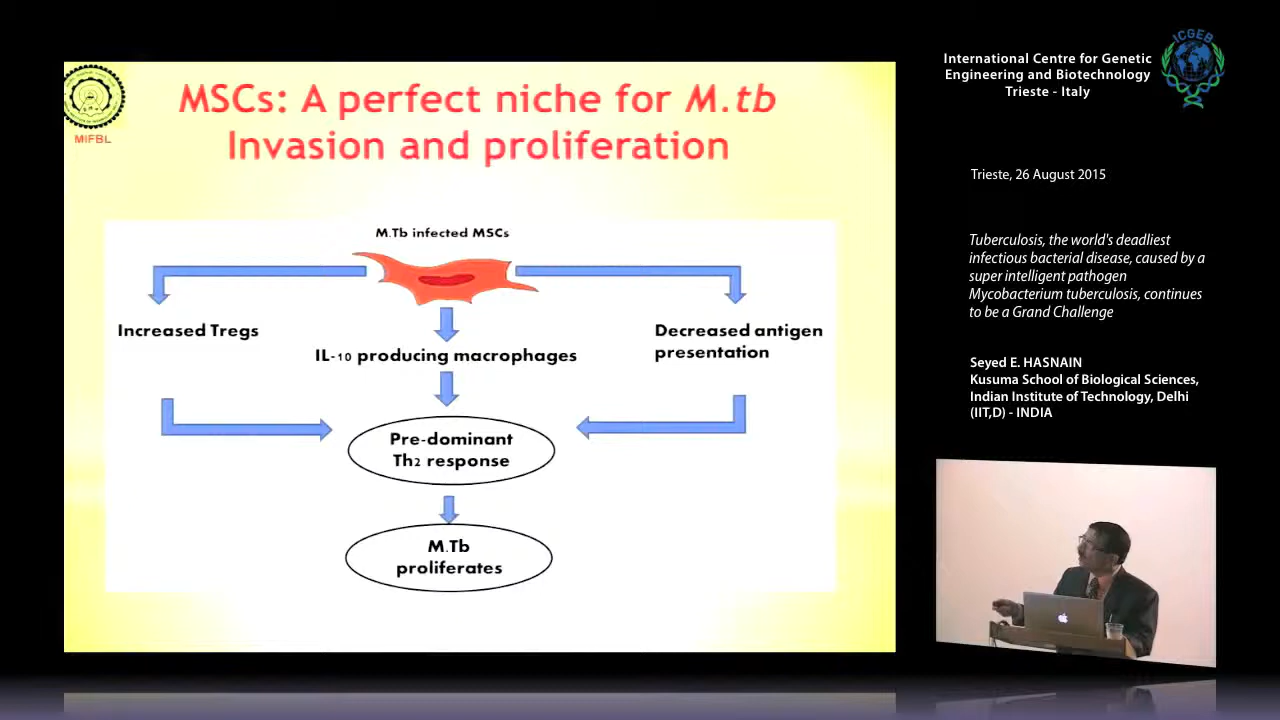 MSCs: A perfect niche for M.tb
Invasion and proliferation
MIFBL
M.Tb infected MSCs
Increased Tregs
IL-10 producing macrophages
Decreased antigen
presentation
Pre-dominant
Th2 response
M.Tb
proliferates
ICGEB
International Centre for Genetic
Engineering and Biotechnology
Trieste - Italy
Trieste, 26 August 2015
Tuberculosis, the world's deadliest
infectious bacterial disease, caused by a
super intelligent pathogen
Mycobacterium tuberculosis, continues
to be a Grand Challenge
Seyed E. HASNAIN
Kusuma School of Biological Sciences,
Indian Institute of Technology, Delhi
(IIT,D) - INDIA